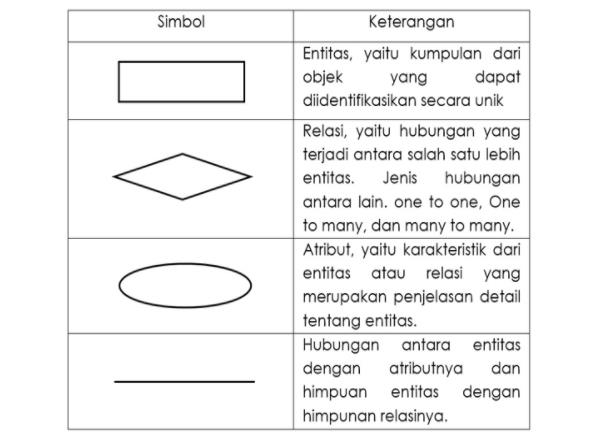 Simbol
Keterangan
Entitas, yaitu kumpulan dari
objek yang dapat
diidentifikasikan secara unik
Relasi, yaitu hubungan yang
terjadi antara salah satu lebih
entitas. Jenis hubungan
antara lain. one to one, One
to many, dan many to many.
Atribut, yaitu karakteristik dari
entitas atau relasi yang
merupakan penjelasan detail
tentang entitas.
Hubungan antara entitas
dengan atributnya dan
himpuan entitas dengan
himpunan relasinya.